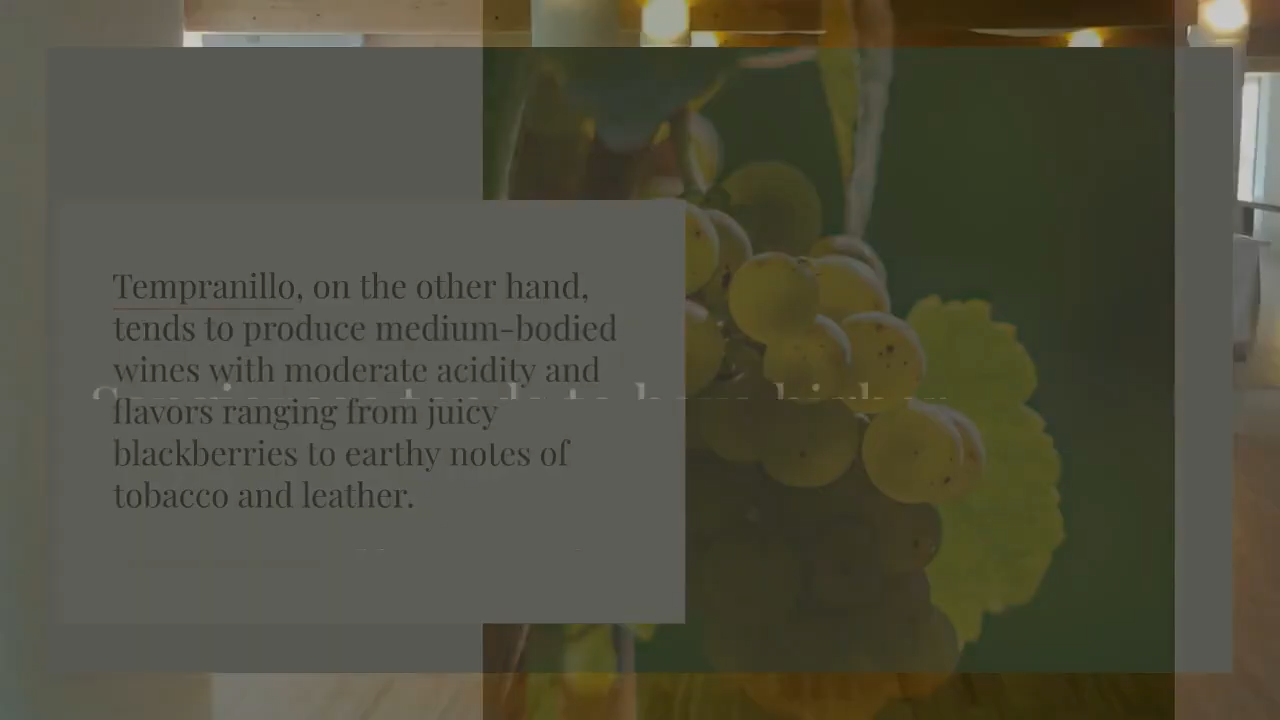 Tempranillo, on the other hand,
tends to produce medium-bodied
wines with moderate acidity and
flavors ranging from juicy
blackberries to earthy notes of
tobacco and leather.